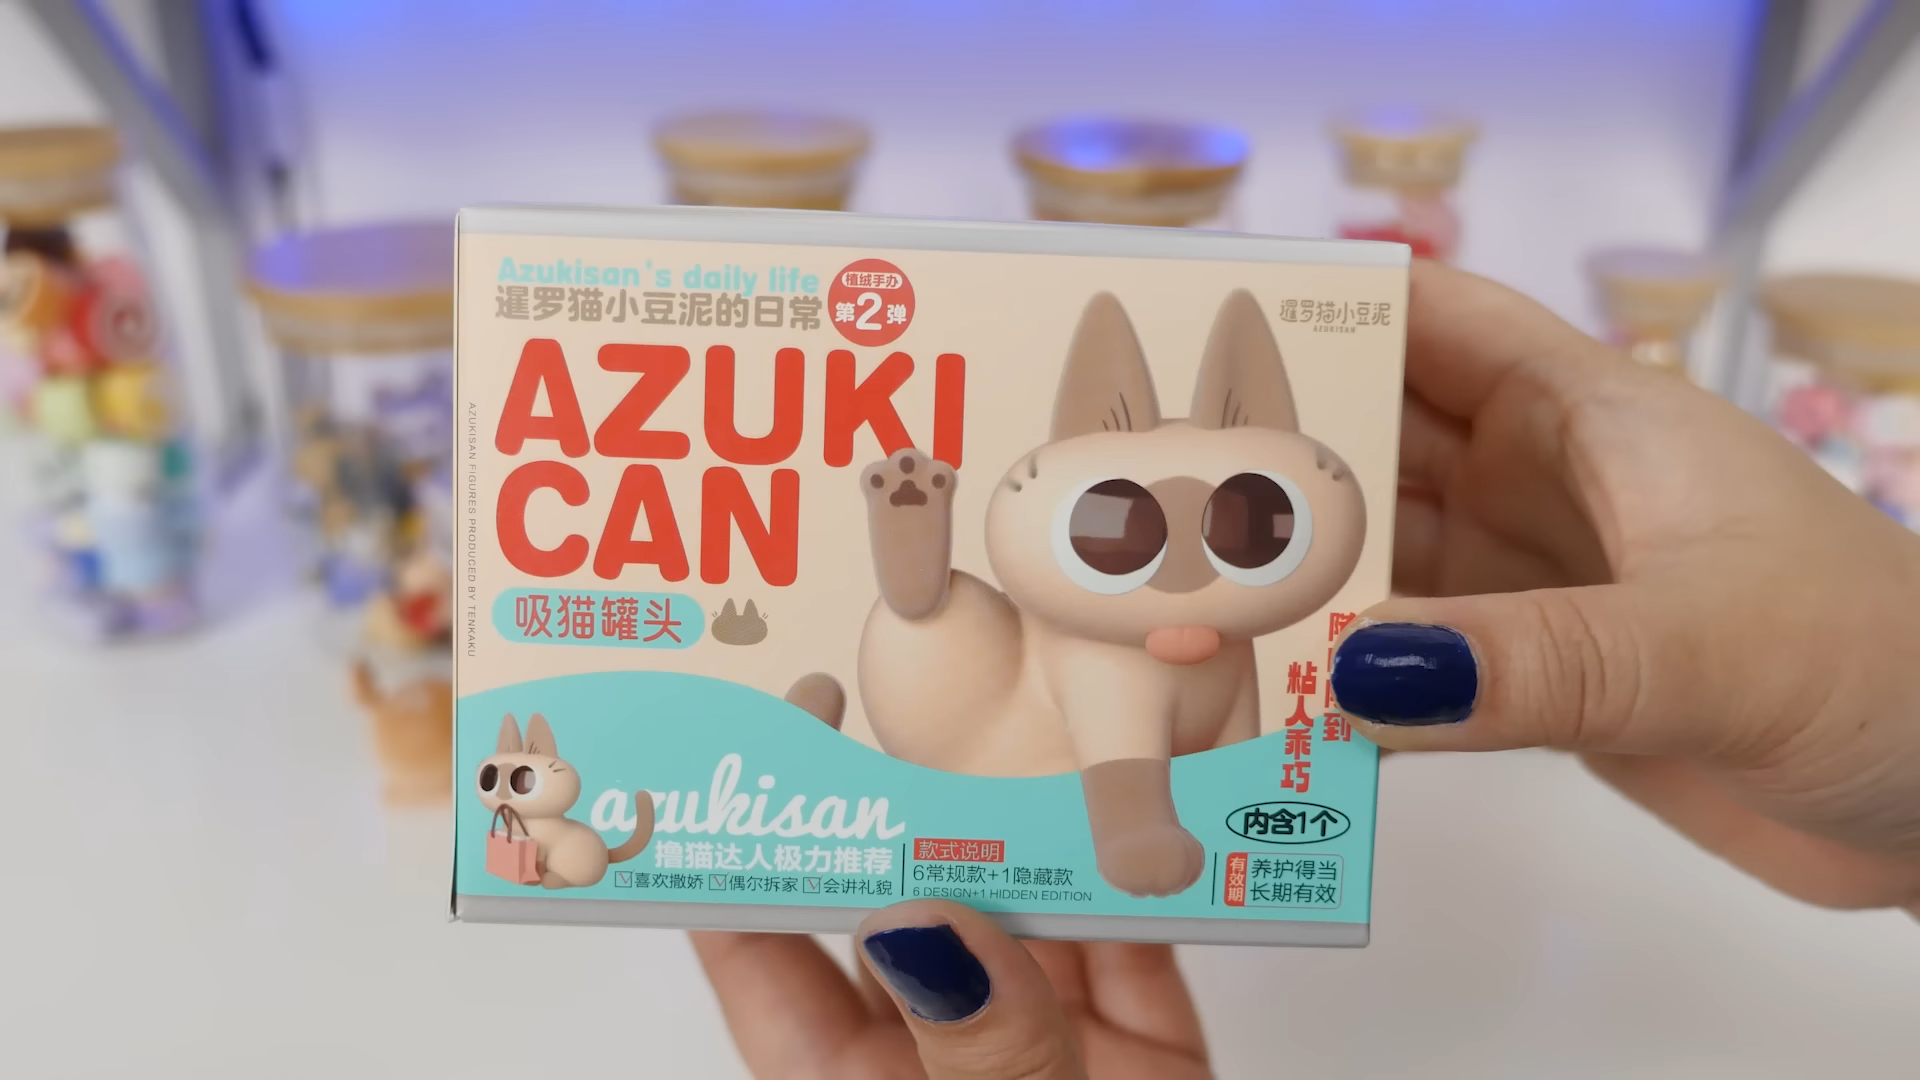 Azukisan's daily life
暹罗猫小豆泥的日常
植绒手办
第2弹
暹罗猫小豆泥
AZUKISAN
AZUKI
CAN
吸猫罐头
AZUKISAN FIGURES PRODUCED BY TENKAKU
随
到
粘人乖巧
azukisan
撸猫达人极力推荐
喜欢撒娇 偶尔拆家 会讲礼貌
款式说明
6常规款+1隐藏款
6 DESIGN+1 HIDDEN EDITION
内含1个
有效期
养护得当
长期有效